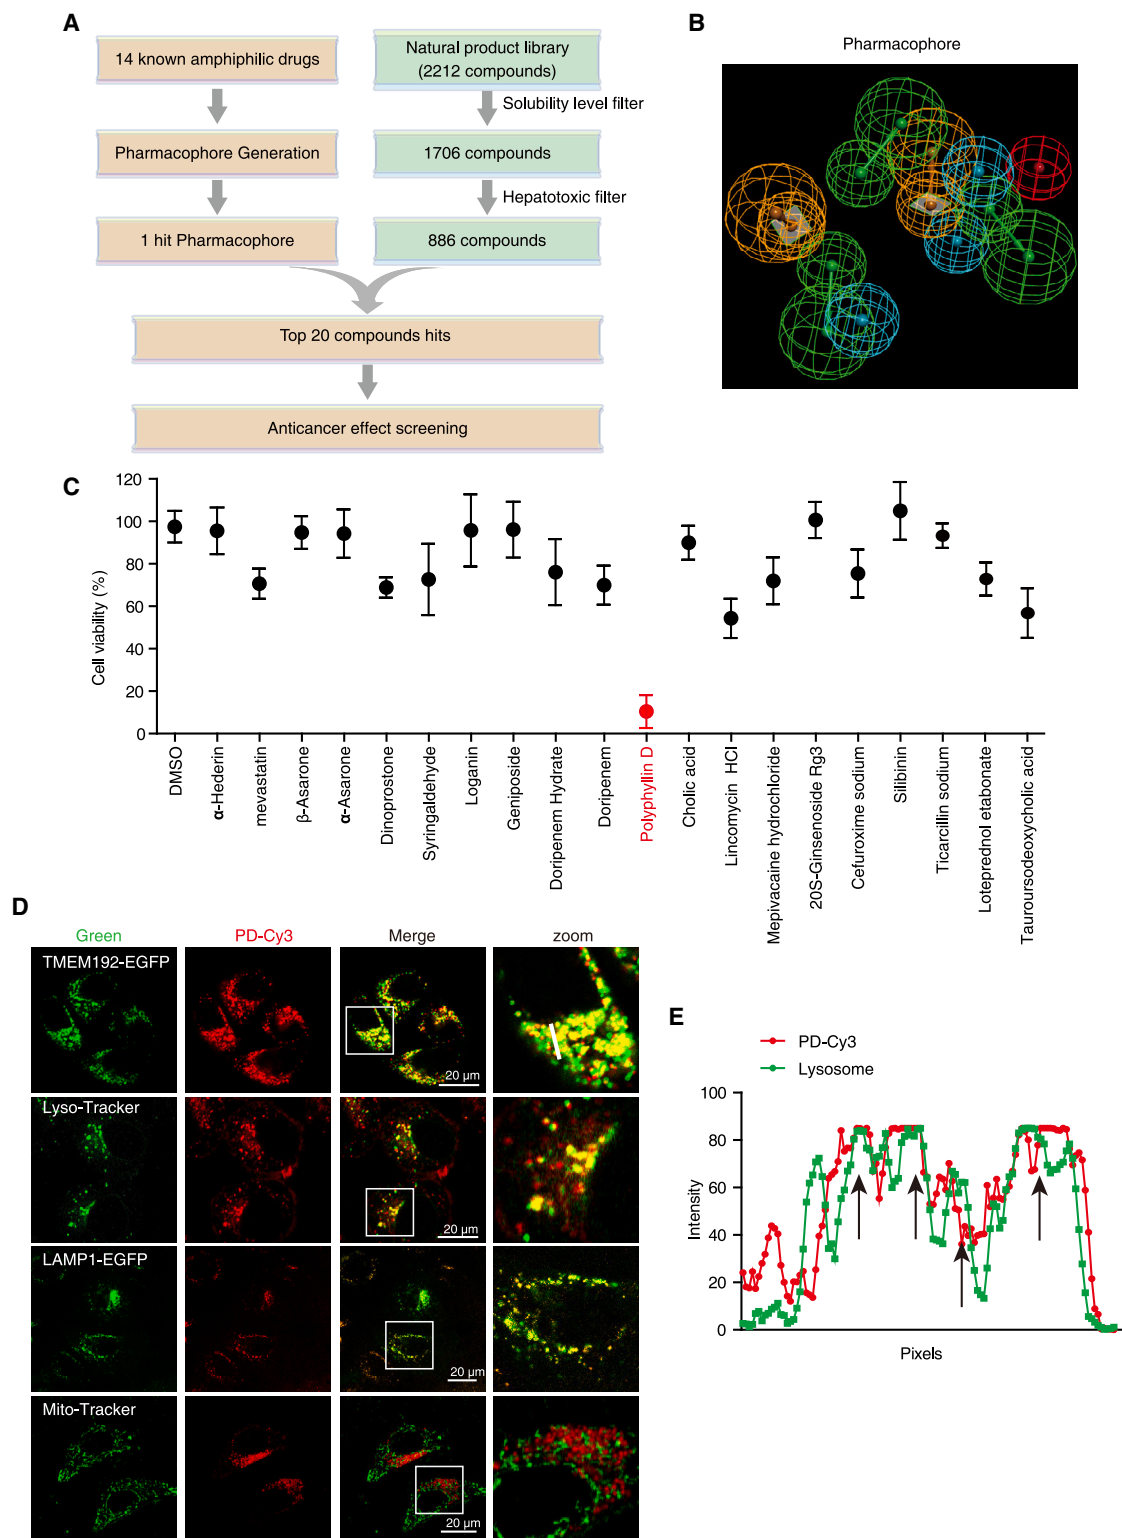 A
14 known amphiphilic drugs
Natural product library
(2212 compounds)
Solubility level filter
Pharmacophore Generation
1706 compounds
Hepatotoxic filter
1 hit Pharmacophore
886 compounds
Top 20 compounds hits
Anticancer effect screening
B
Pharmacophore
C
Cell viability (%)
120
100
80
60
40
20
0
DMSO
α-Hederin
mevastatin
β-Asarone
α-Asarone
Dinoprostone
Syringaldehyde
Loganin
Geniposide
Doripenem Hydrate
Doripenem
Polyphyllin D
Cholic acid
Lincomycin HCl
Mepivacaine hydrochloride
20S-Ginsenoside Rg3
Cefuroxime sodium
Silibinin
Ticarcillin sodium
Loteprednol etabonate
Tauroursodeoxycholic acid
D
Green
PD-Cy3
Merge
zoom
TMEM192-EGFP
20 μm
Lyso-Tracker
20 μm
LAMP1-EGFP
20 μm
Mito-Tracker
20 μm
E
PD-Cy3
Lysosome
Intensity
100
80
60
40
20
0
Pixels